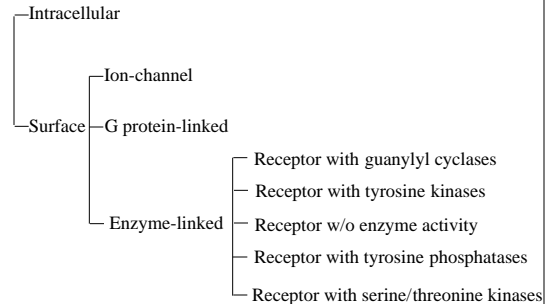 Intracellular
Ion-channel
Surface
G protein-linked
Enzyme-linked
Receptor with guanylyl cyclases
Receptor with tyrosine kinases
Receptor w/o enzyme activity
Receptor with tyrosine phosphatases
Receptor with serine/threonine kinases